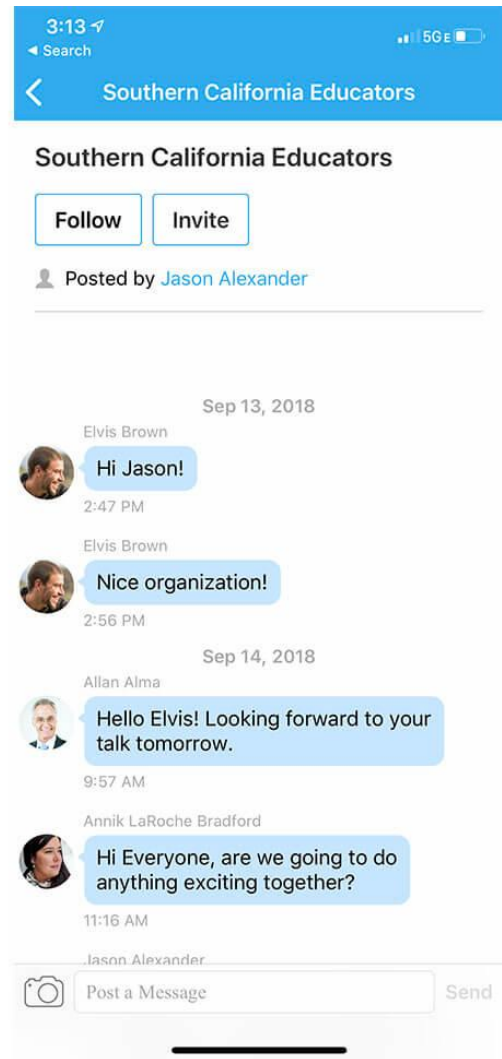 3:13
5GE
◀ Search
Southern California Educators
Southern California Educators
Follow
Invite
Posted by Jason Alexander
Sep 13, 2018
Elvis Brown
Hi Jason!
2:47 PM
Elvis Brown
Nice organization!
2:56 PM
Sep 14, 2018
Allan Alma
Hello Elvis! Looking forward to your
talk tomorrow.
9:57 AM
Annik LaRoche Bradford
Hi Everyone, are we going to do
anything exciting together?
11:16 AM
Jason Alexander
Post a Message
Send